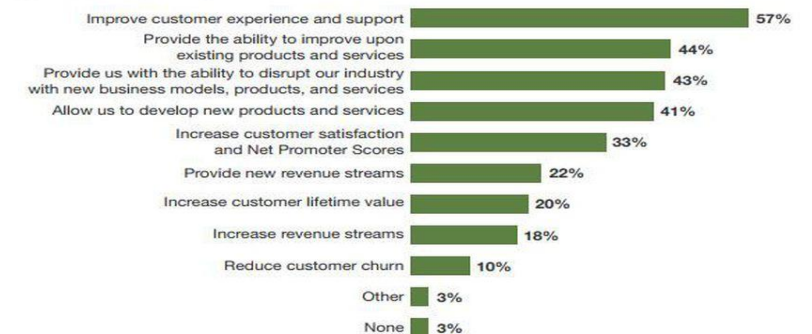 Improve customer experience and support 57%
Provide the ability to improve upon
existing products and services 44%
Provide us with the ability to disrupt our industry
with new business models, products, and services 43%
Allow us to develop new products and services 41%
Increase customer satisfaction
and Net Promoter Scores 33%
Provide new revenue streams 22%
Increase customer lifetime value 20%
Increase revenue streams 18%
Reduce customer churn 10%
Other 3%
None 3%